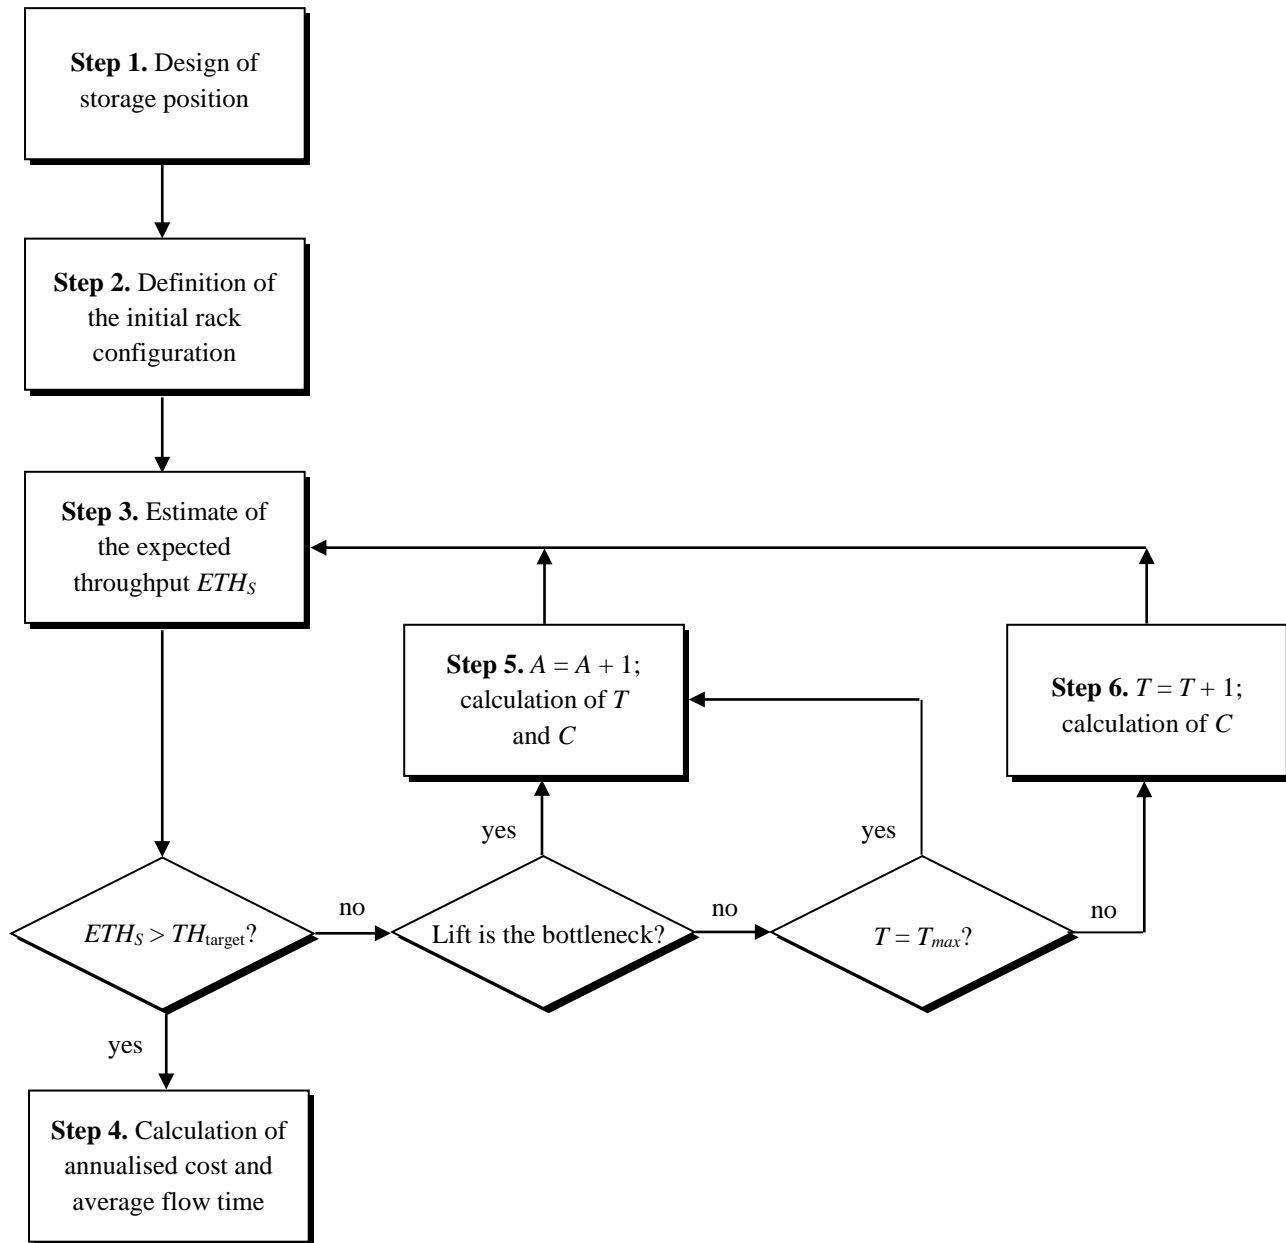 Step 1. Design of
storage position
Step 2. Definition of
the initial rack
configuration
Step 3. Estimate of
the expected
throughput ETHS
Step 5. A = A + 1;
calculation of T
and C
Step 6. T = T + 1;
calculation of C
yes
yes
ETHS > THtarget?
no
Lift is the bottleneck?
no
T = Tmax?
no
yes
Step 4. Calculation of
annualised cost and
average flow time